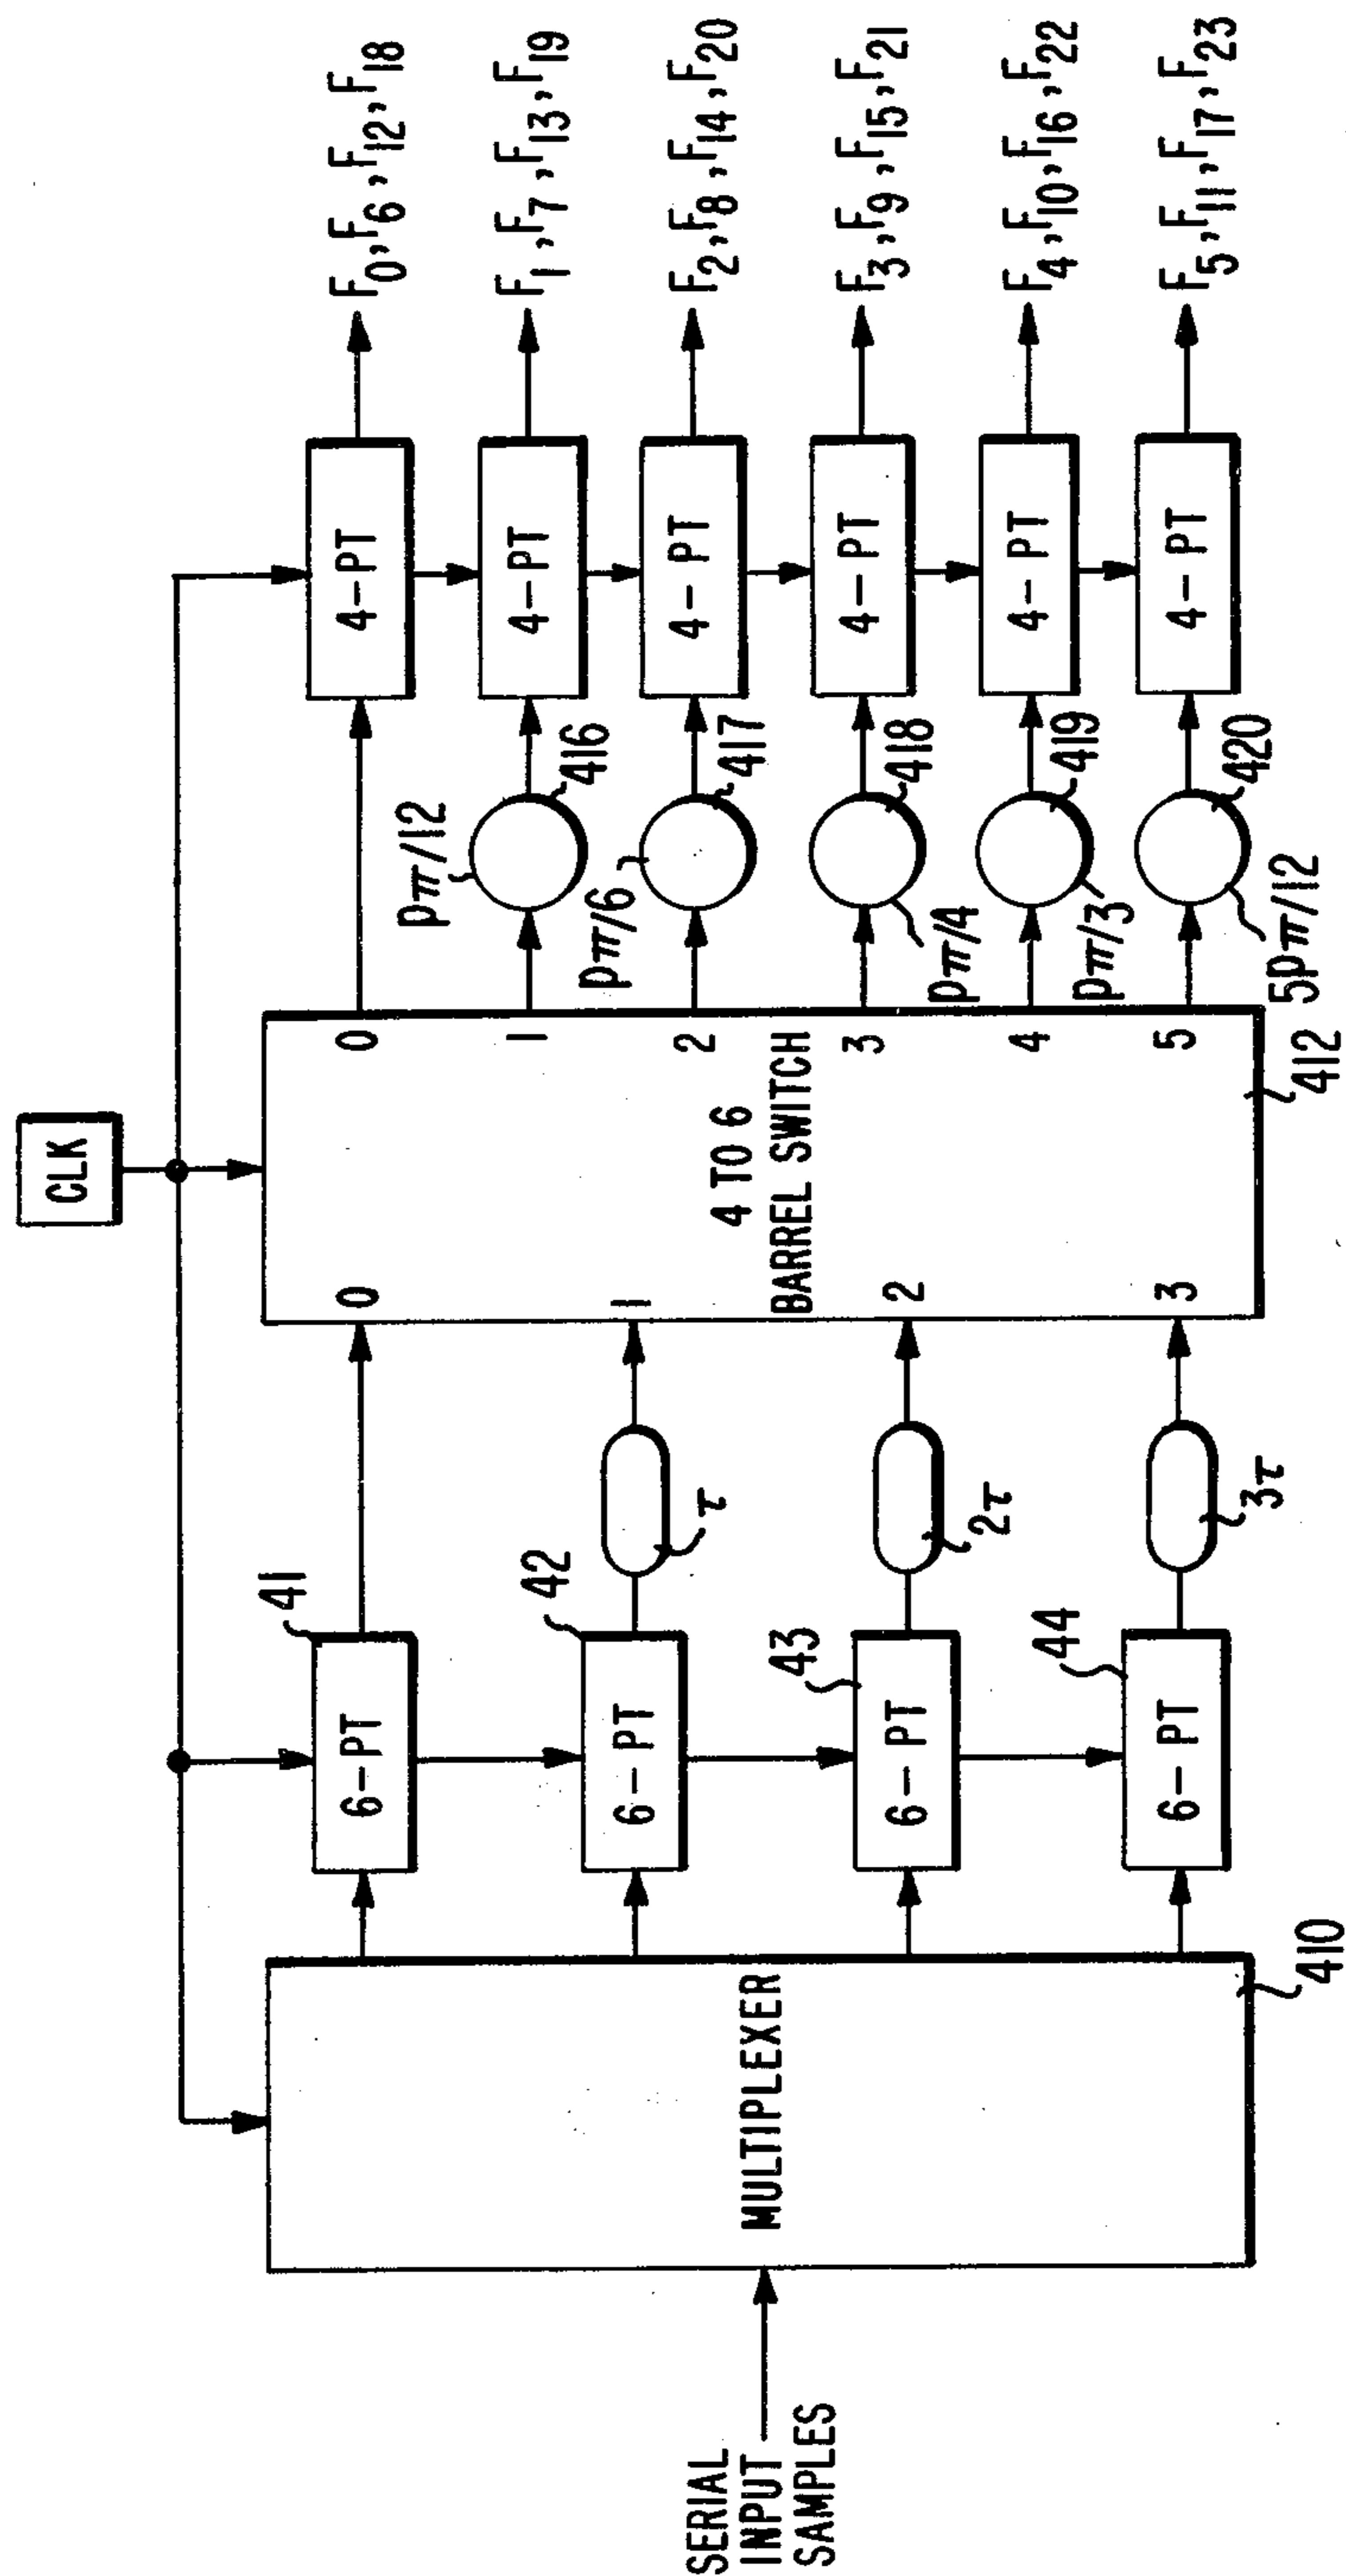 CLK
SERIAL
INPUT
SAMPLES
MULTIPLEXER
410
6-PT
41
6-PT
42
6-PT
43
6-PT
44
τ
2τ
3τ
0
1
2
3
4 TO 6
BARREL SWITCH
0
1
2
3
4
5
412
pπ/12
416
pπ/6
417
pπ/4
418
pπ/3
419
5pπ/12
420
4-PT
4-PT
4-PT
4-PT
4-PT
4-PT
F0,F6,F12,F18
F1,F7,F13,F19
F2,F8,F14,F20
F3,F9,F15,F21
F4,F10,F16,F22
F5,F11,F17,F23